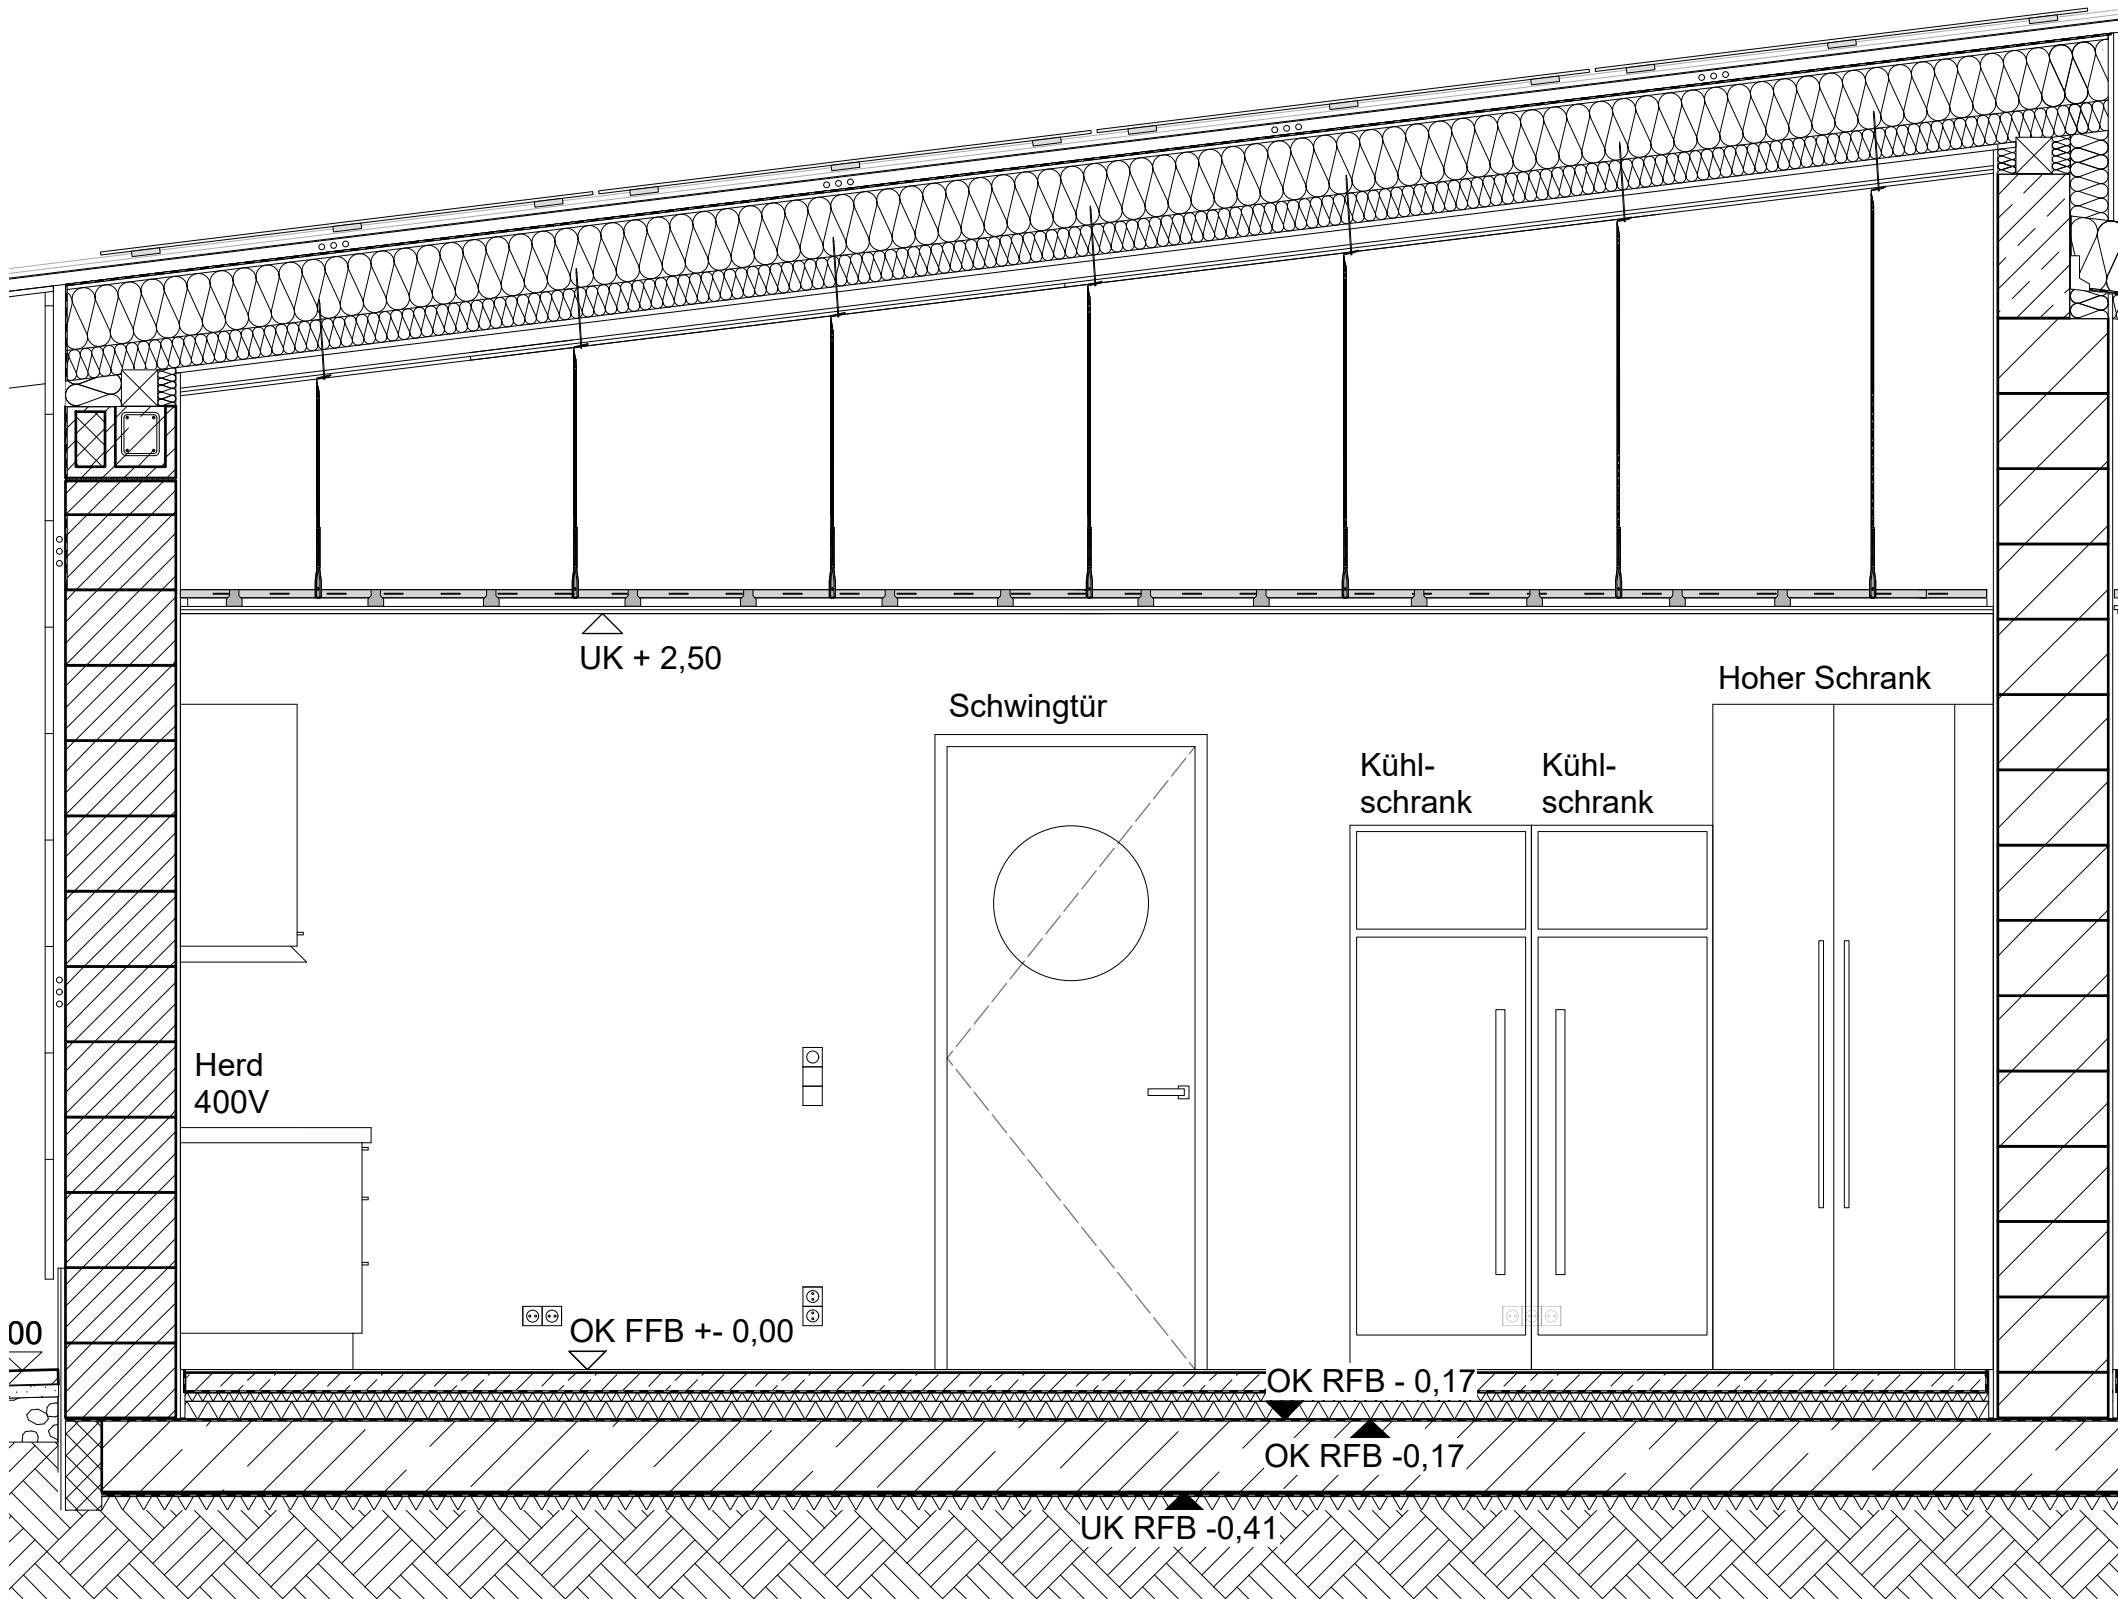 UK + 2,50
Hoher Schrank
Schwingtür
Kühl-
schrank
Kühl-
schrank
Herd
400V
00
OK FFB +- 0,00
OK RFB - 0,17
OK RFB -0,17
UK RFB -0,41